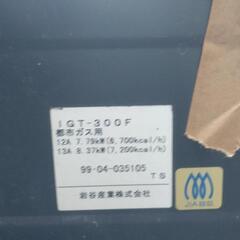 IGT-300F
都市ガス用
12A 7.79kW(6,700kcal/h)
13A 8.37kW(7,200kcal/h)
99-04-035105
TS
岩谷産業株式会社